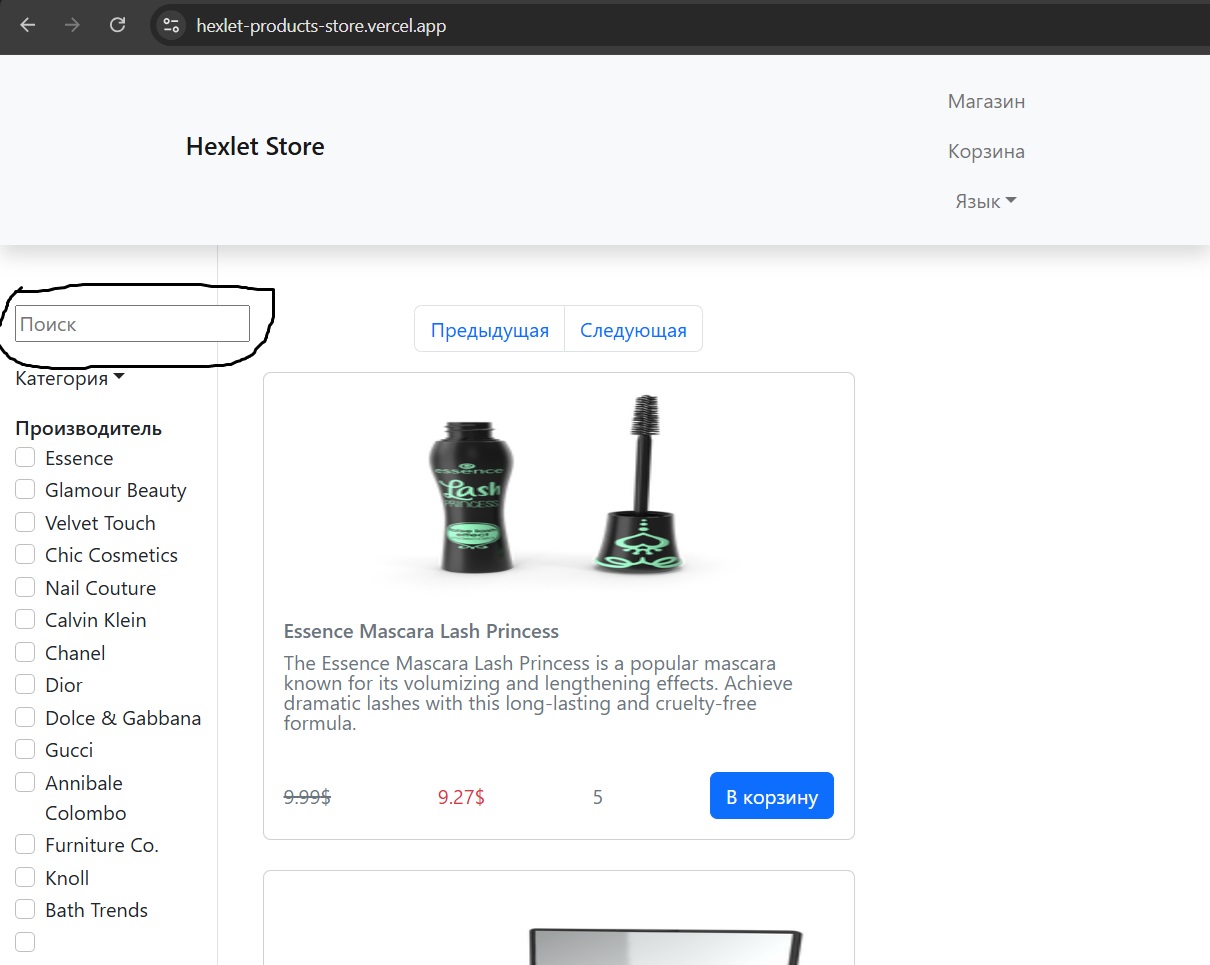 hexlet-products-store.vercel.app
Hexlet Store
Магазин
Корзина
Язык
Поиск
Категория
Производитель
Essence
Glamour Beauty
Velvet Touch
Chic Cosmetics
Nail Couture
Calvin Klein
Chanel
Dior
Dolce & Gabbana
Gucci
Annibale
Colombo
Furniture Co.
Knoll
Bath Trends
Предыдущая
Следующая
essence
Lash
PRINCESS
Essence Mascara Lash Princess
The Essence Mascara Lash Princess is a popular mascara
known for its volumizing and lengthening effects. Achieve
dramatic lashes with this long-lasting and cruelty-free
formula.
9.99$ 9.27$ 5 В корзину